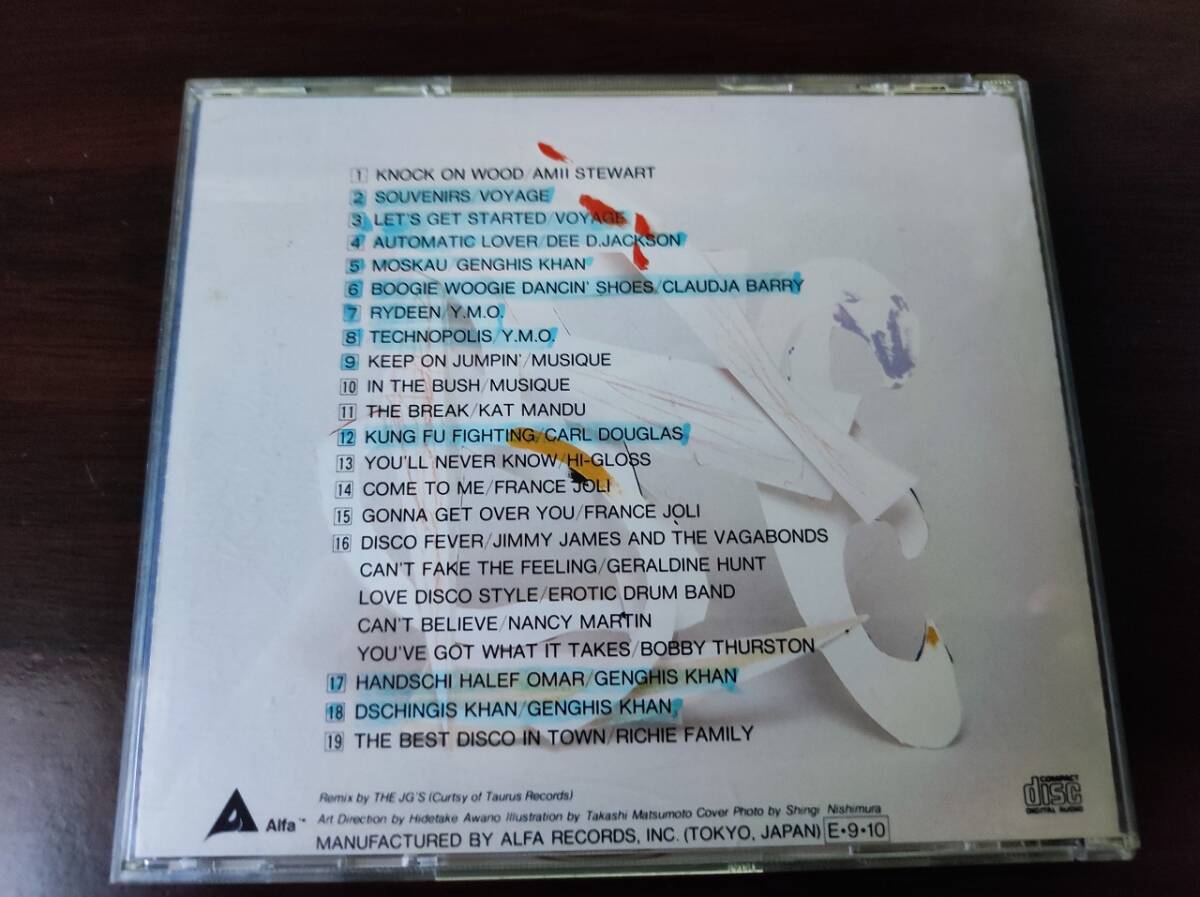 1 KNOCK ON WOOD/AMII STEWART
2 SOUVENIRS/VOYAGE
3 LET'S GET STARTED/VOYAGE
4 AUTOMATIC LOVER/DEE D.JACKSON
5 MOSKAU/GENGHIS KHAN
6 BOOGIE WOOGIE DANCIN' SHOES/CLAUDJA BARRY
7 RYDEEN/Y.M.O.
8 TECHNOPOLIS/Y.M.O.
9 KEEP ON JUMPIN'/MUSIQUE
10 IN THE BUSH/MUSIQUE
11 THE BREAK/KAT MANDU
12 KUNG FU FIGHTING/CARL DOUGLAS
13 YOU'LL NEVER KNOW/HI-GLOSS
14 COME TO ME/FRANCE JOLI
15 GONNA GET OVER YOU/FRANCE JOLI
16 DISCO FEVER/JIMMY JAMES AND THE VAGABONDS
CAN'T FAKE THE FEELING/GERALDINE HUNT
LOVE DISCO STYLE/EROTIC DRUM BAND
CAN'T BELIEVE/NANCY MARTIN
YOU'VE GOT WHAT IT TAKES/BOBBY THURSTON
17 HANDSCHI HALEF OMAR/GENGHIS KHAN
18 DSCHINGIS KHAN/GENGHIS KHAN
19 THE BEST DISCO IN TOWN/RICHIE FAMILY
Remix by THE JG'S (Curtsy of Taurus Records)
Art Direction by Hidetake Awano Illustration by Takashi Matsumoto Cover Photo by Shingi Nishimura
MANUFACTURED BY ALFA RECORDS, INC. (TOKYO, JAPAN) E•9•10
Alfa™
COMPACT
disc
DIGITAL AUDIO